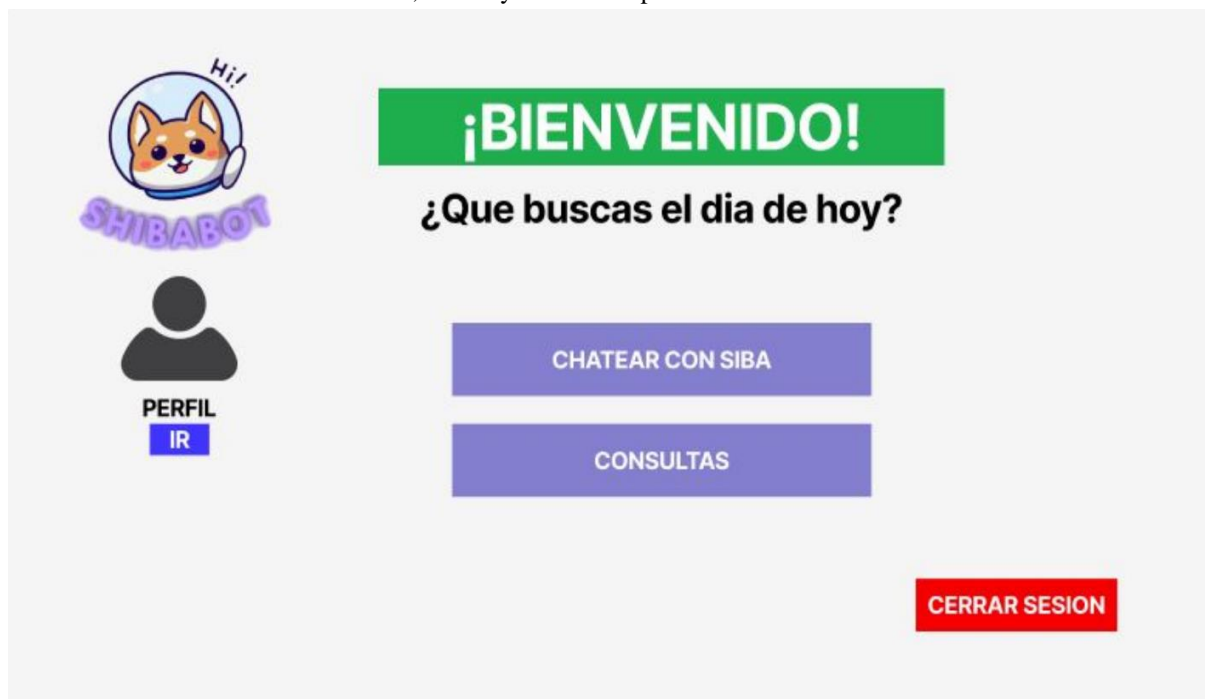 Hi!
SHIBABOT
¡BIENVENIDO!
¿Que buscas el dia de hoy?
PERFIL
IR
CHATEAR CON SIBA
CONSULTAS
CERRAR SESION